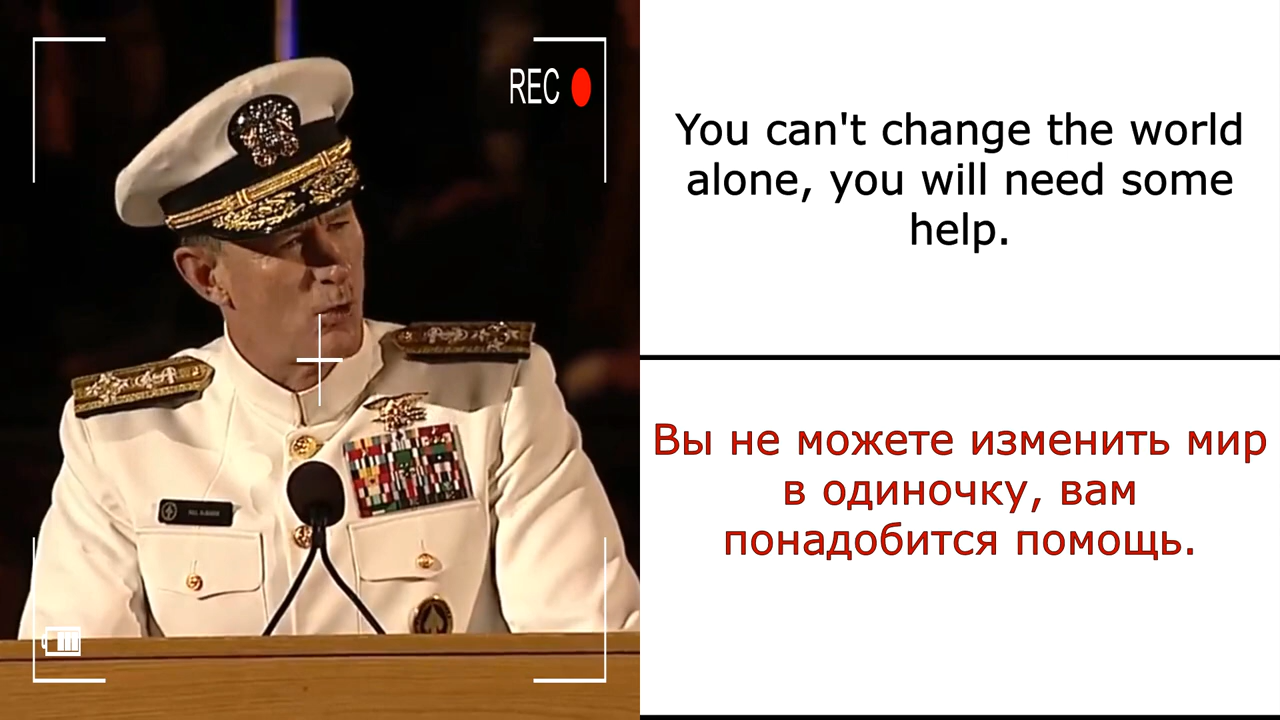 REC
You can't change the world
alone, you will need some
help.
Вы не можете изменить мир
в одиночку, вам
понадобится помощь.